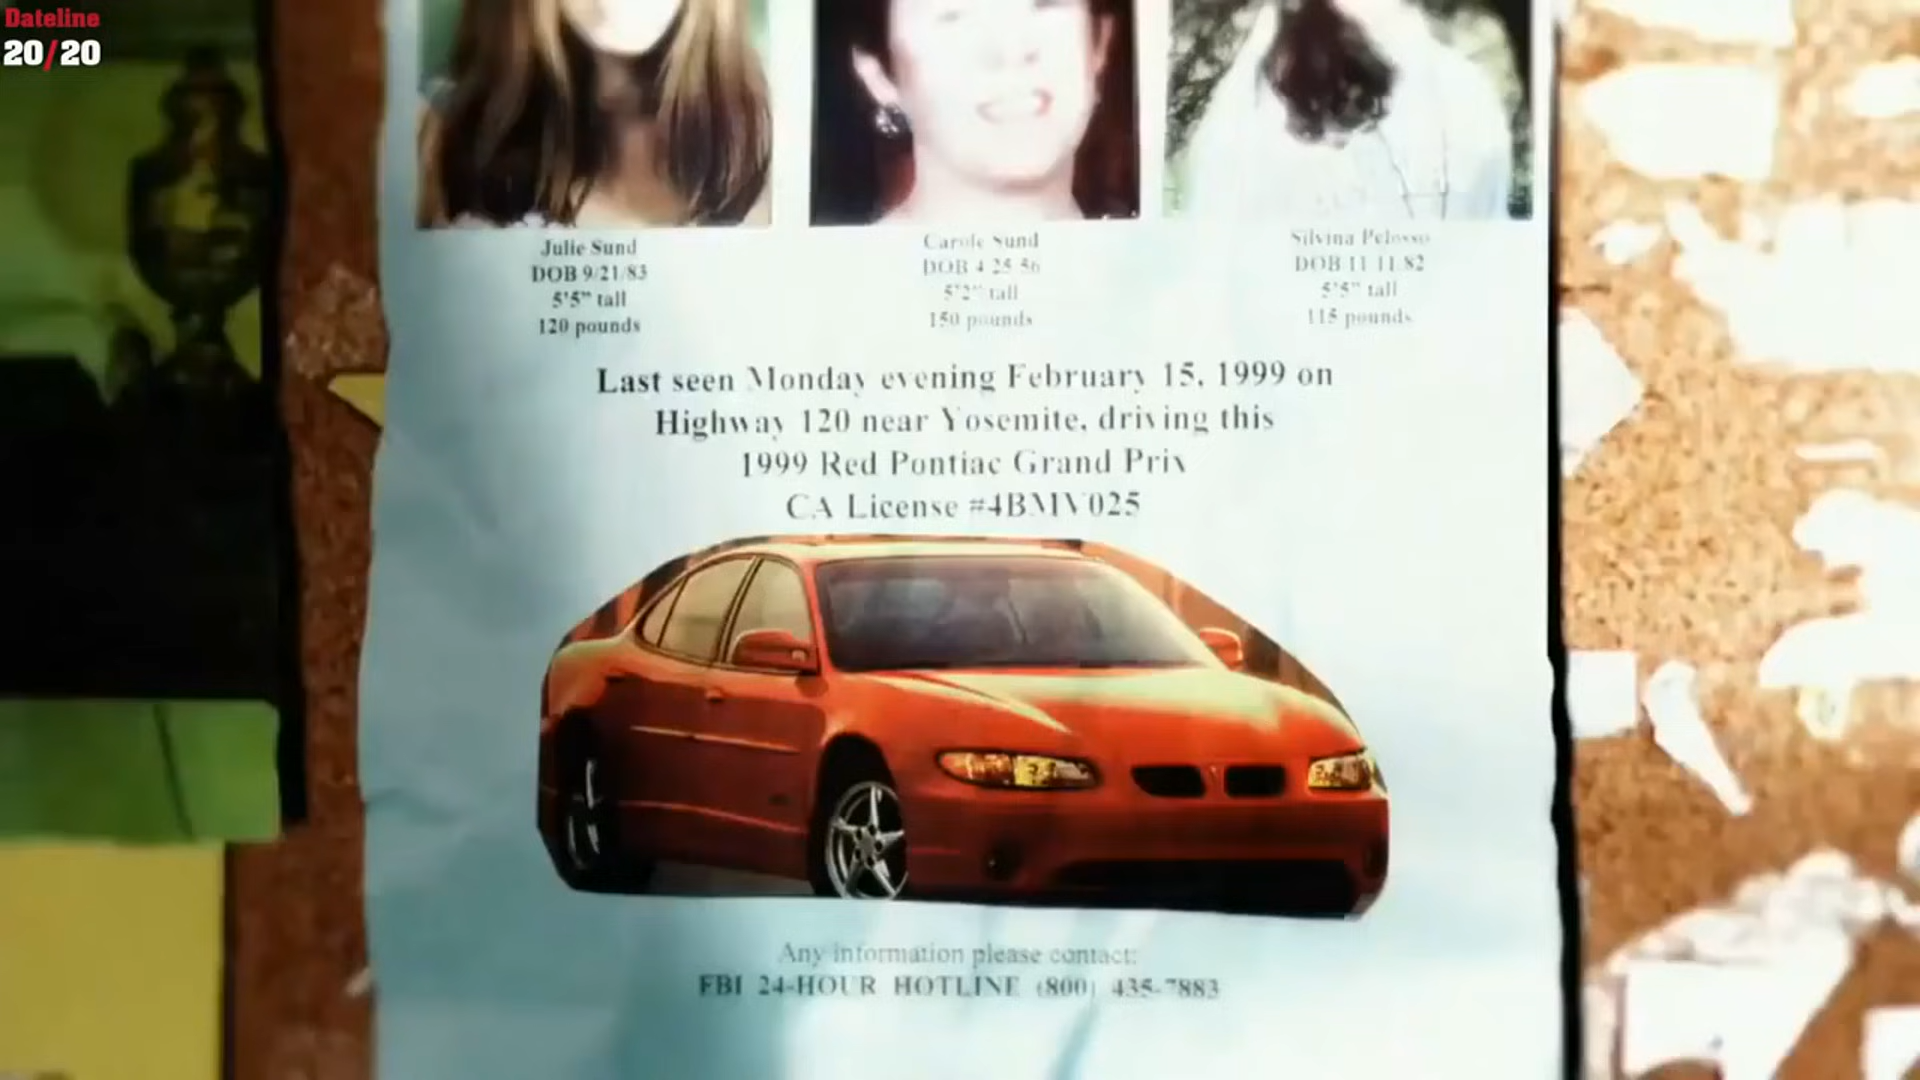 Dateline
20/20
Julie Sund
DOB 9/21/83
5'5" tall
120 pounds
Carole Sund
DOB 4 25 56
5'2" tall
150 pounds
Silvina Pelosso
DOB 11 11 82
5'5" tall
115 pounds
Last seen Monday evening February 15, 1999 on
Highway 120 near Yosemite, driving this
1999 Red Pontiac Grand Prix
CA License #4BMV025
Any information please contact:
FBI 24-HOUR HOTLINE (800) 435-7883